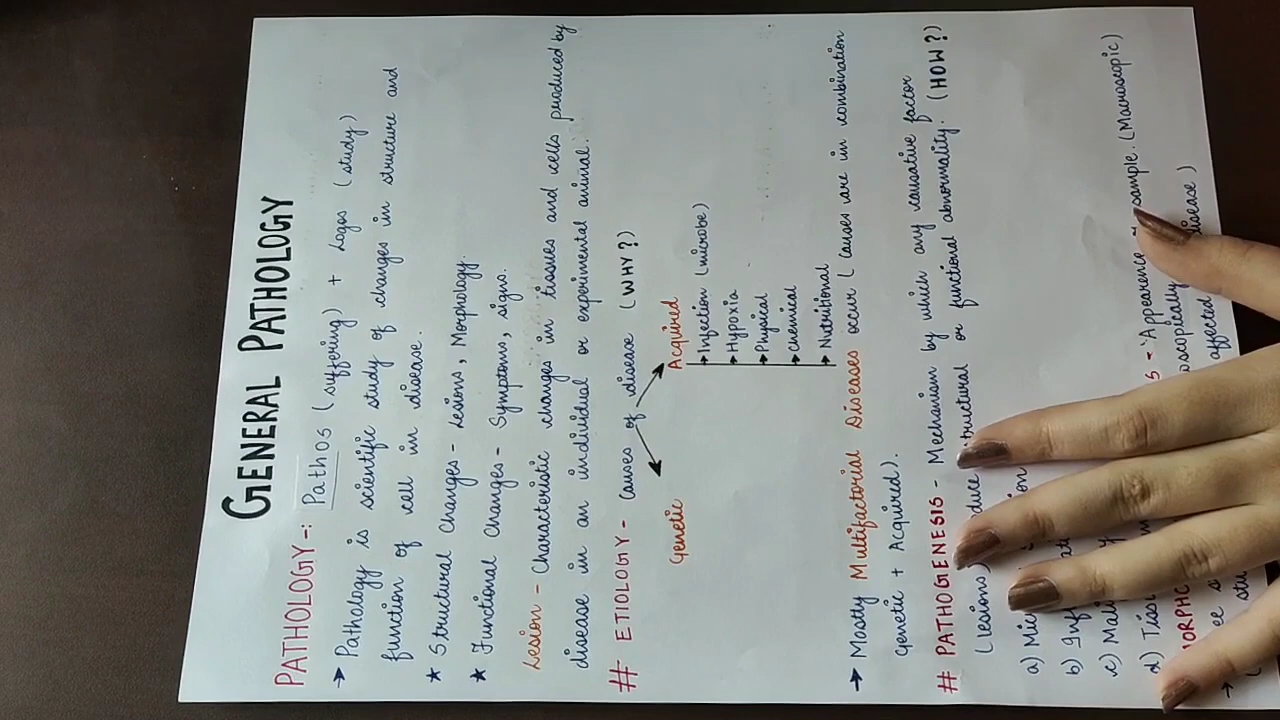 GENERAL PATHOLOGY
PATHOLOGY-: Pathos (suffering) + Logos (study)
→ Pathology is scientific study of changes in structure and
function of cell in disease.
★ Structural Changes - Lesions, Morphology.
★ Functional Changes - Symptoms, signs.
Lesion - Characteristic changes in tissues and cells produced by
disease in an individual or experimental animal.
# ETIOLOGY - Causes of disease (WHY?)
Genetic Acquired
→ Infection (microbe)
→ Hypoxia
→ Physical
→ Chemical
→ Nutritional
→ Mostly Multifactorial Diseases occur (causes are in combination
Genetic + Acquired).
# PATHOGENESIS - Mechanism by which any causative factor
(lesions) or functional abnormality. (HOW?)
a)
b)
c)
d)
- Appearence sample. (Macroscopic)
affected